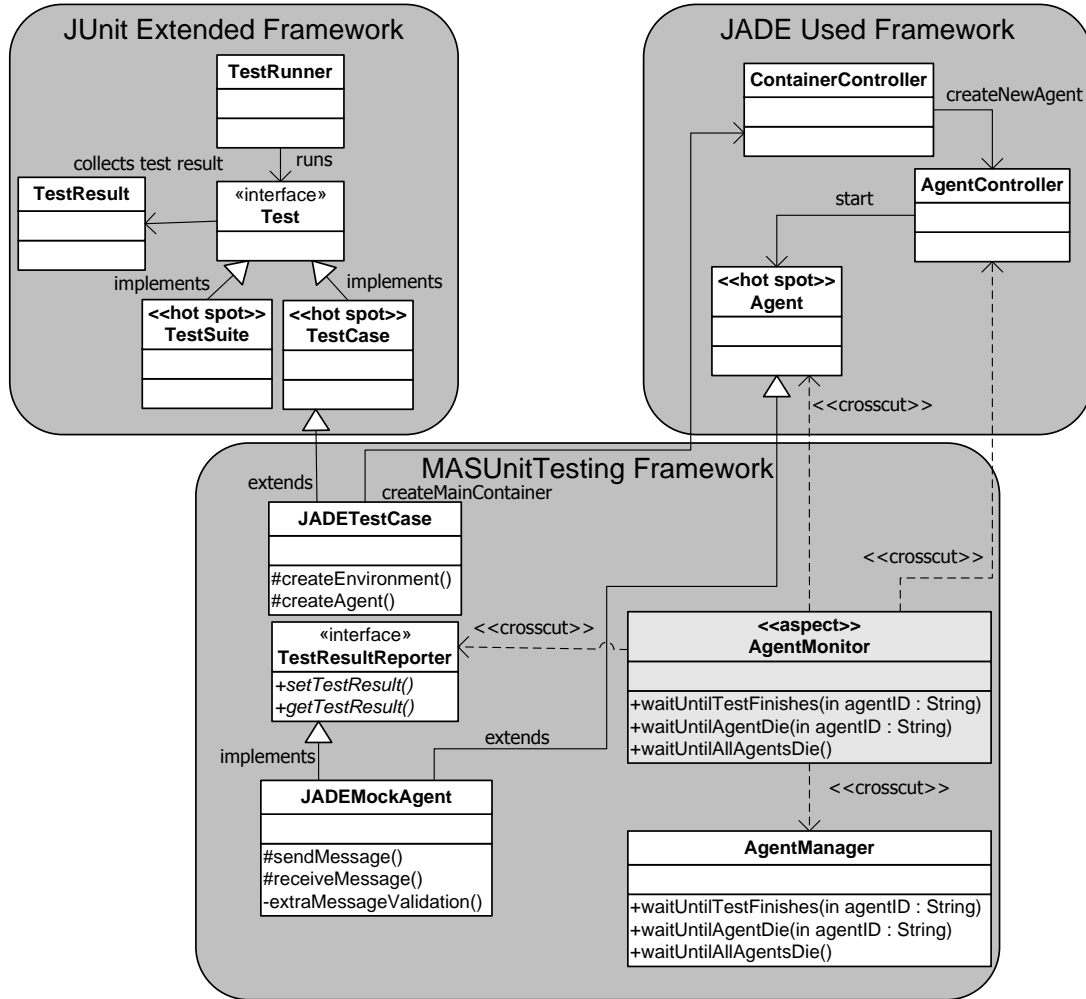 JUnit Extended Framework
TestRunner
collects test result
runs
TestResult
«interface»
Test
implements
implements
<<hot spot>>
TestSuite
<<hot spot>>
TestCase
JADE Used Framework
ContainerController
createNewAgent
AgentController
start
<<hot spot>>
Agent
<<crosscut>>
MASUnitTesting Framework
extends
createMainContainer
JADETestCase
#createEnvironment()
#createAgent()
<<crosscut>>
«interface»
TestResultReporter
+setTestResult()
+getTestResult()
<<crosscut>>
<<aspect>>
AgentMonitor
+waitUntilTestFinishes(in agentID : String)
+waitUntilAgentDie(in agentID : String)
+waitUntilAllAgentsDie()
implements
extends
JADEMockAgent
#sendMessage()
#receiveMessage()
-extraMessageValidation()
<<crosscut>>
AgentManager
+waitUntilTestFinishes(in agentID : String)
+waitUntilAgentDie(in agentID : String)
+waitUntilAllAgentsDie()